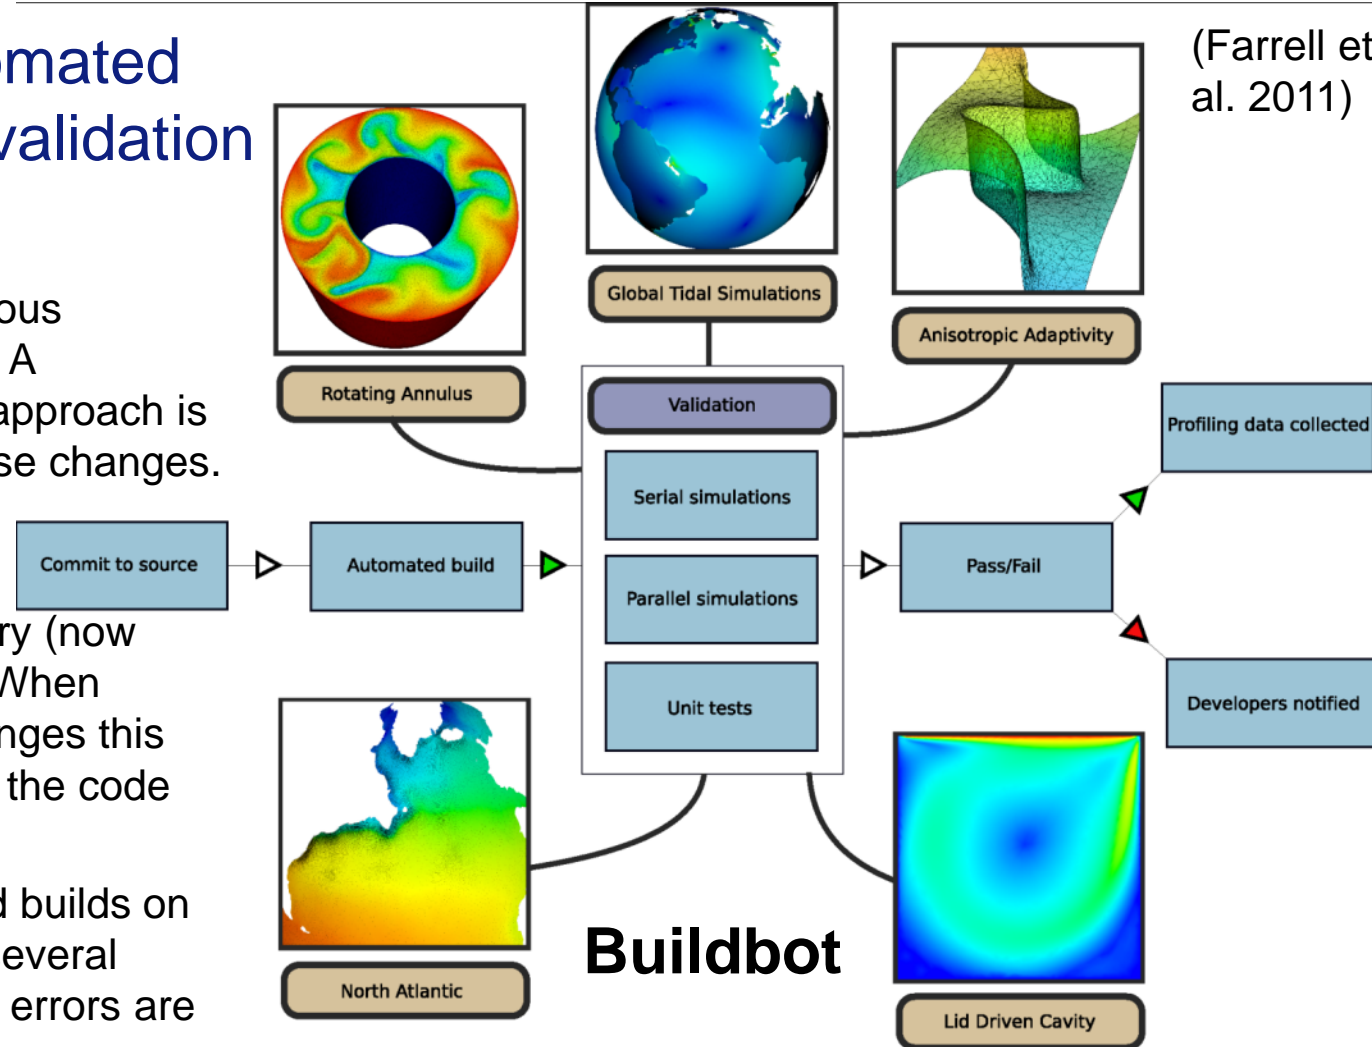 omated
validation
(Farrell et
al. 2011)
ous
A
approach is
se changes.
ry (now
When
nges this
the code
d builds on
everal
errors are
Global Tidal Simulations
Anisotropic Adaptivity
Rotating Annulus
Validation
Serial simulations
Parallel simulations
Unit tests
Commit to source
Automated build
Pass/Fail
Profiling data collected
Developers notified
North Atlantic
Buildbot
Lid Driven Cavity